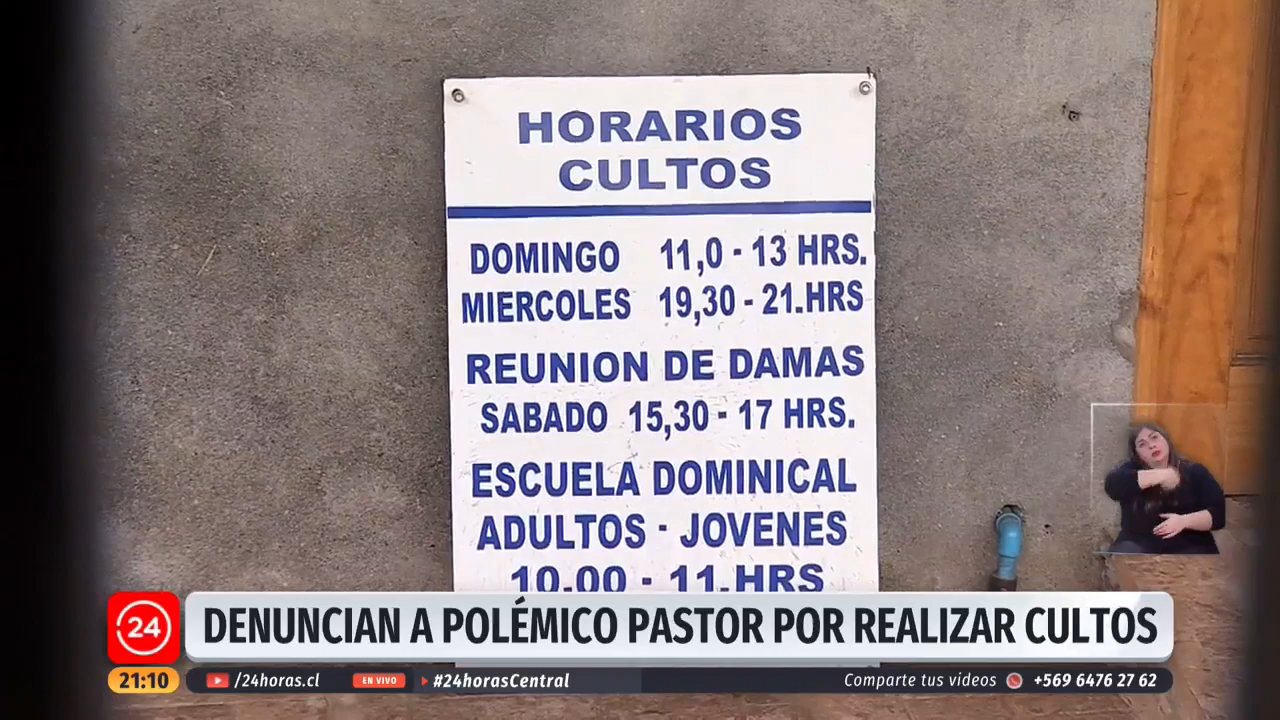 HORARIOS
CULTOS
DOMINGO 11,0 - 13 HRS.
MIERCOLES 19,30 - 21.HRS
REUNION DE DAMAS
SABADO 15,30 - 17 HRS.
ESCUELA DOMINICAL
ADULTOS - JOVENES
10.00 - 11.HRS
24 DENUNCIAN A POLÉMICO PASTOR POR REALIZAR CULTOS
21:10 /24horas.cl EN VIVO #24horasCentral Comparte tus videos +569 6476 27 62